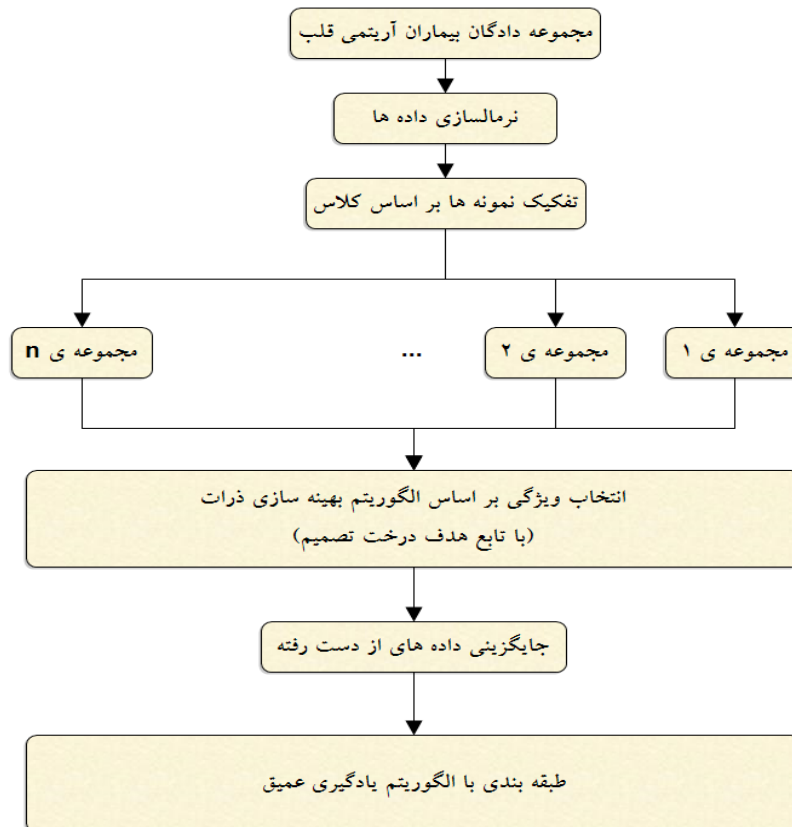 مجموعه دادگان بیماران آریتمی قلب
نرمالسازی داده ها
تفکیک نمونه ها بر اساس کلاس
مجموعه ی ۱
مجموعه ی ۲
...
مجموعه ی n
انتخاب ویژگی بر اساس الگوریتم بهینه سازی ذرات
(با تابع هدف درخت تصمیم)
جایگزینی داده های از دست رفته
طبقه بندی با الگوریتم یادگیری عمیق